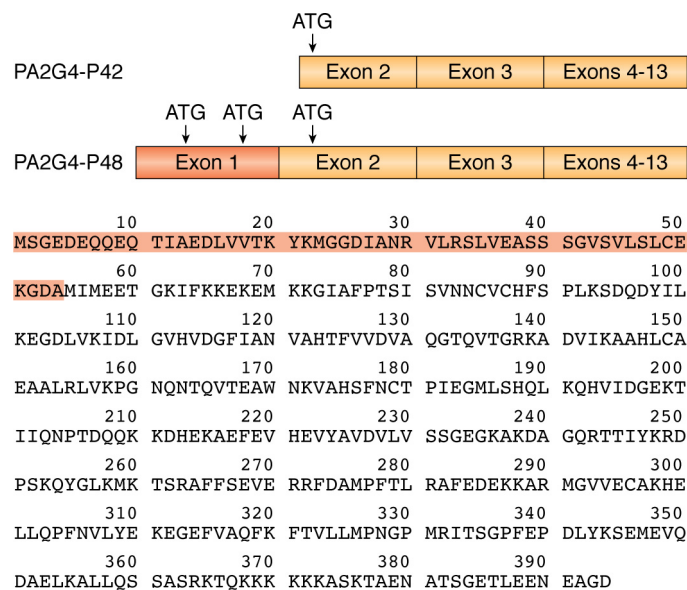 ATG
PA2G4-P42 Exon 2 Exon 3 Exons 4-13
ATG ATG ATG
PA2G4-P48 Exon 1 Exon 2 Exon 3 Exons 4-13
10 20 30 40 50
MSGEDEQQEQ TIAEDLVVTK YKMGGDIANR VLRSLVEASS SGVSVLSLCE
60 70 80 90 100
KGDAMIMEET GKIFKKEKEM KKGIAFPTSI SVNNCVCHFS PLKSDQDYIL
110 120 130 140 150
KEGDLVKIDL GVHVDGFIAN VAHTFVVDVA QGTQVTGRKA DVIKAAHLCA
160 170 180 190 200
EAALRLVKPG NQNTQVTEAW NKVAHSFNCT PIEGMLSHQL KQHVIDGEKT
210 220 230 240 250
IIQNPTDQQK KDHEKAEFEV HEVYAVDVLV SSGEGKAKDA GQRTTIYKRD
260 270 280 290 300
PSKQYGLKMK TSRAFFSEVE RRFDAMPFTL RAFEDEKKAR MGVVECAKHE
310 320 330 340 350
LLQPFNVLYE KEGEFVAQFK FTVLLMPNGP MRITSGPFEP DLYKSEMEVQ
360 370 380 390
DAELKALLQS SASRKTQKKK KKKASKTAEN ATSGETLEEN EAGD